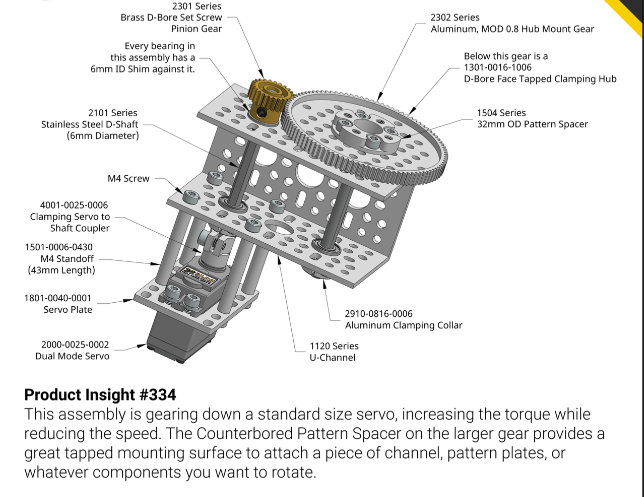 2301 Series
Brass D-Bore Set Screw
Pinion Gear
2302 Series
Aluminum, MOD 0.8 Hub Mount Gear
Every bearing in
this assembly has a
6mm ID Shim against it.
Below this gear is a
1301-0016-1006
D-Bore Face Tapped Clamping Hub
2101 Series
Stainless Steel D-Shaft
(6mm Diameter)
1504 Series
32mm OD Pattern Spacer
M4 Screw
4001-0025-0006
Clamping Servo to
Shaft Coupler
1501-0006-0430
M4 Standoff
(43mm Length)
1801-0040-0001
Servo Plate
2910-0816-0006
Aluminum Clamping Collar
2000-0025-0002
Dual Mode Servo
1120 Series
U-Channel
Product Insight #334
This assembly is gearing down a standard size servo, increasing the torque while
reducing the speed. The Counterbored Pattern Spacer on the larger gear provides a
great tapped mounting surface to attach a piece of channel, pattern plates, or
whatever components you want to rotate.